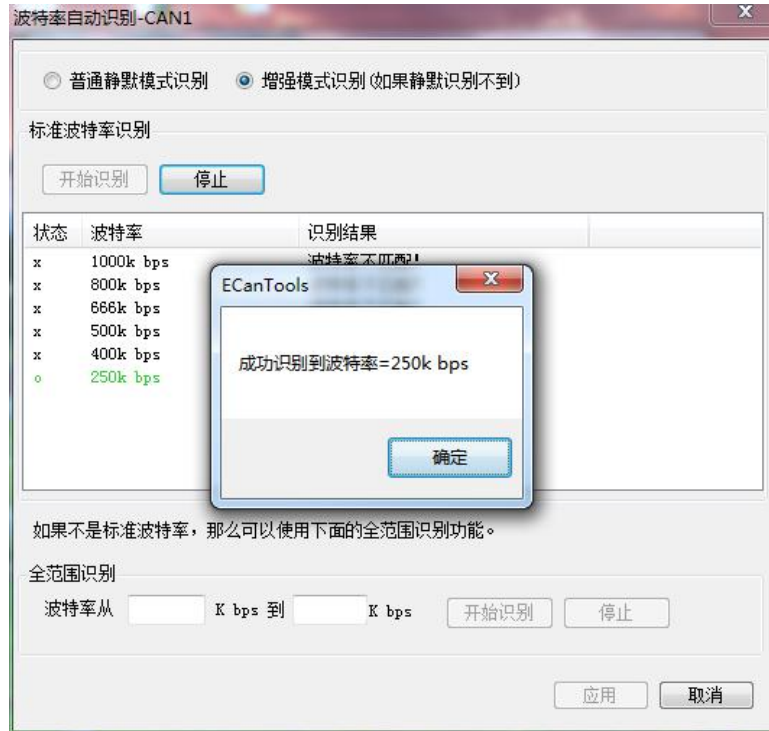 波特率自动识别-CAN1
普通静默模式识别 增强模式识别(如果静默识别不到)
标准波特率识别
开始识别 停止
状态 波特率 识别结果
x 1000k bps 波特率不匹配!
x 800k bps
x 666k bps
x 500k bps
x 400k bps
o 250k bps
ECanTools
成功识别到波特率=250k bps
确定
如果不是标准波特率，那么可以使用下面的全范围识别功能。
全范围识别
波特率从 K bps 到 K bps 开始识别 停止
应用 取消